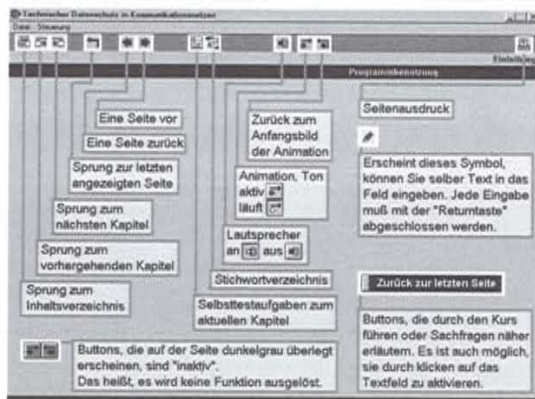 Technischer Datenschutz in Kommunikationsnetzen
Datei Steuerung
Einleitung
Programmbenutzung
Eine Seite vor
Eine Seite zurück
Sprung zur letzten
angezeigten Seite
Sprung zum
nächsten Kapitel
Sprung zum
vorhergehenden Kapitel
Sprung zum
Inhaltsverzeichnis
Zurück zum
Anfangsbild
der Animation
Animation, Ton
aktiv
läuft
Lautsprecher
an aus
Stichwortverzeichnis
Selbsttestaufgaben zum
aktuellen Kapitel
Seitenausdruck
Erscheint dieses Symbol,
können Sie selber Text in das
Feld eingeben. Jede Eingabe
muß mit der "Returntaste"
abgeschlossen werden.
Zurück zur letzten Seite
Buttons, die durch den Kurs
führen oder Sachfragen näher
erläutern. Es ist auch möglich,
sie durch klicken auf das
Textfeld zu aktivieren.
Buttons, die auf der Seite dunkelgrau überlegt
erscheinen, sind "inaktiv".
Das heißt, es wird keine Funktion ausgelöst.